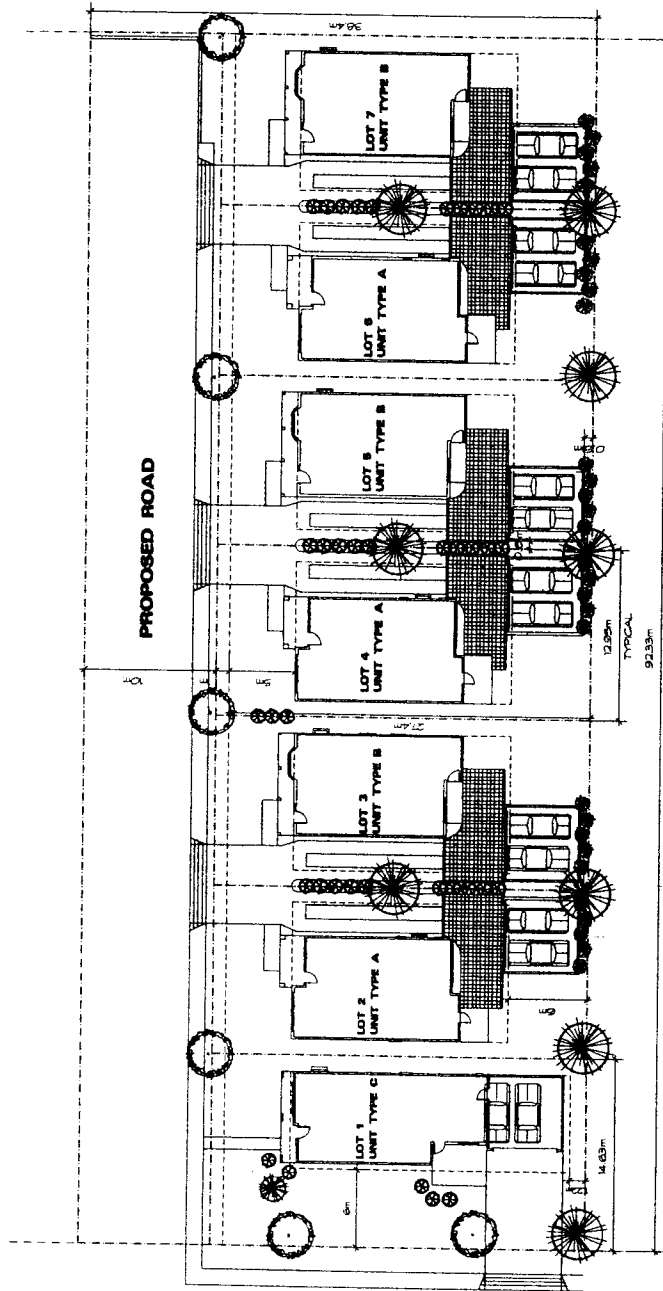 38.4m
LOT 7
UNIT TYPE B
LOT 6
UNIT TYPE A
LOT 5
UNIT TYPE B
PROPOSED ROAD
LOT 4
UNIT TYPE A
10m
12.95m
TYPICAL
92.33m
27.4m
LOT 3
UNIT TYPE B
LOT 2
UNIT TYPE A
6m
LOT 1
UNIT TYPE C
6m
14.63m